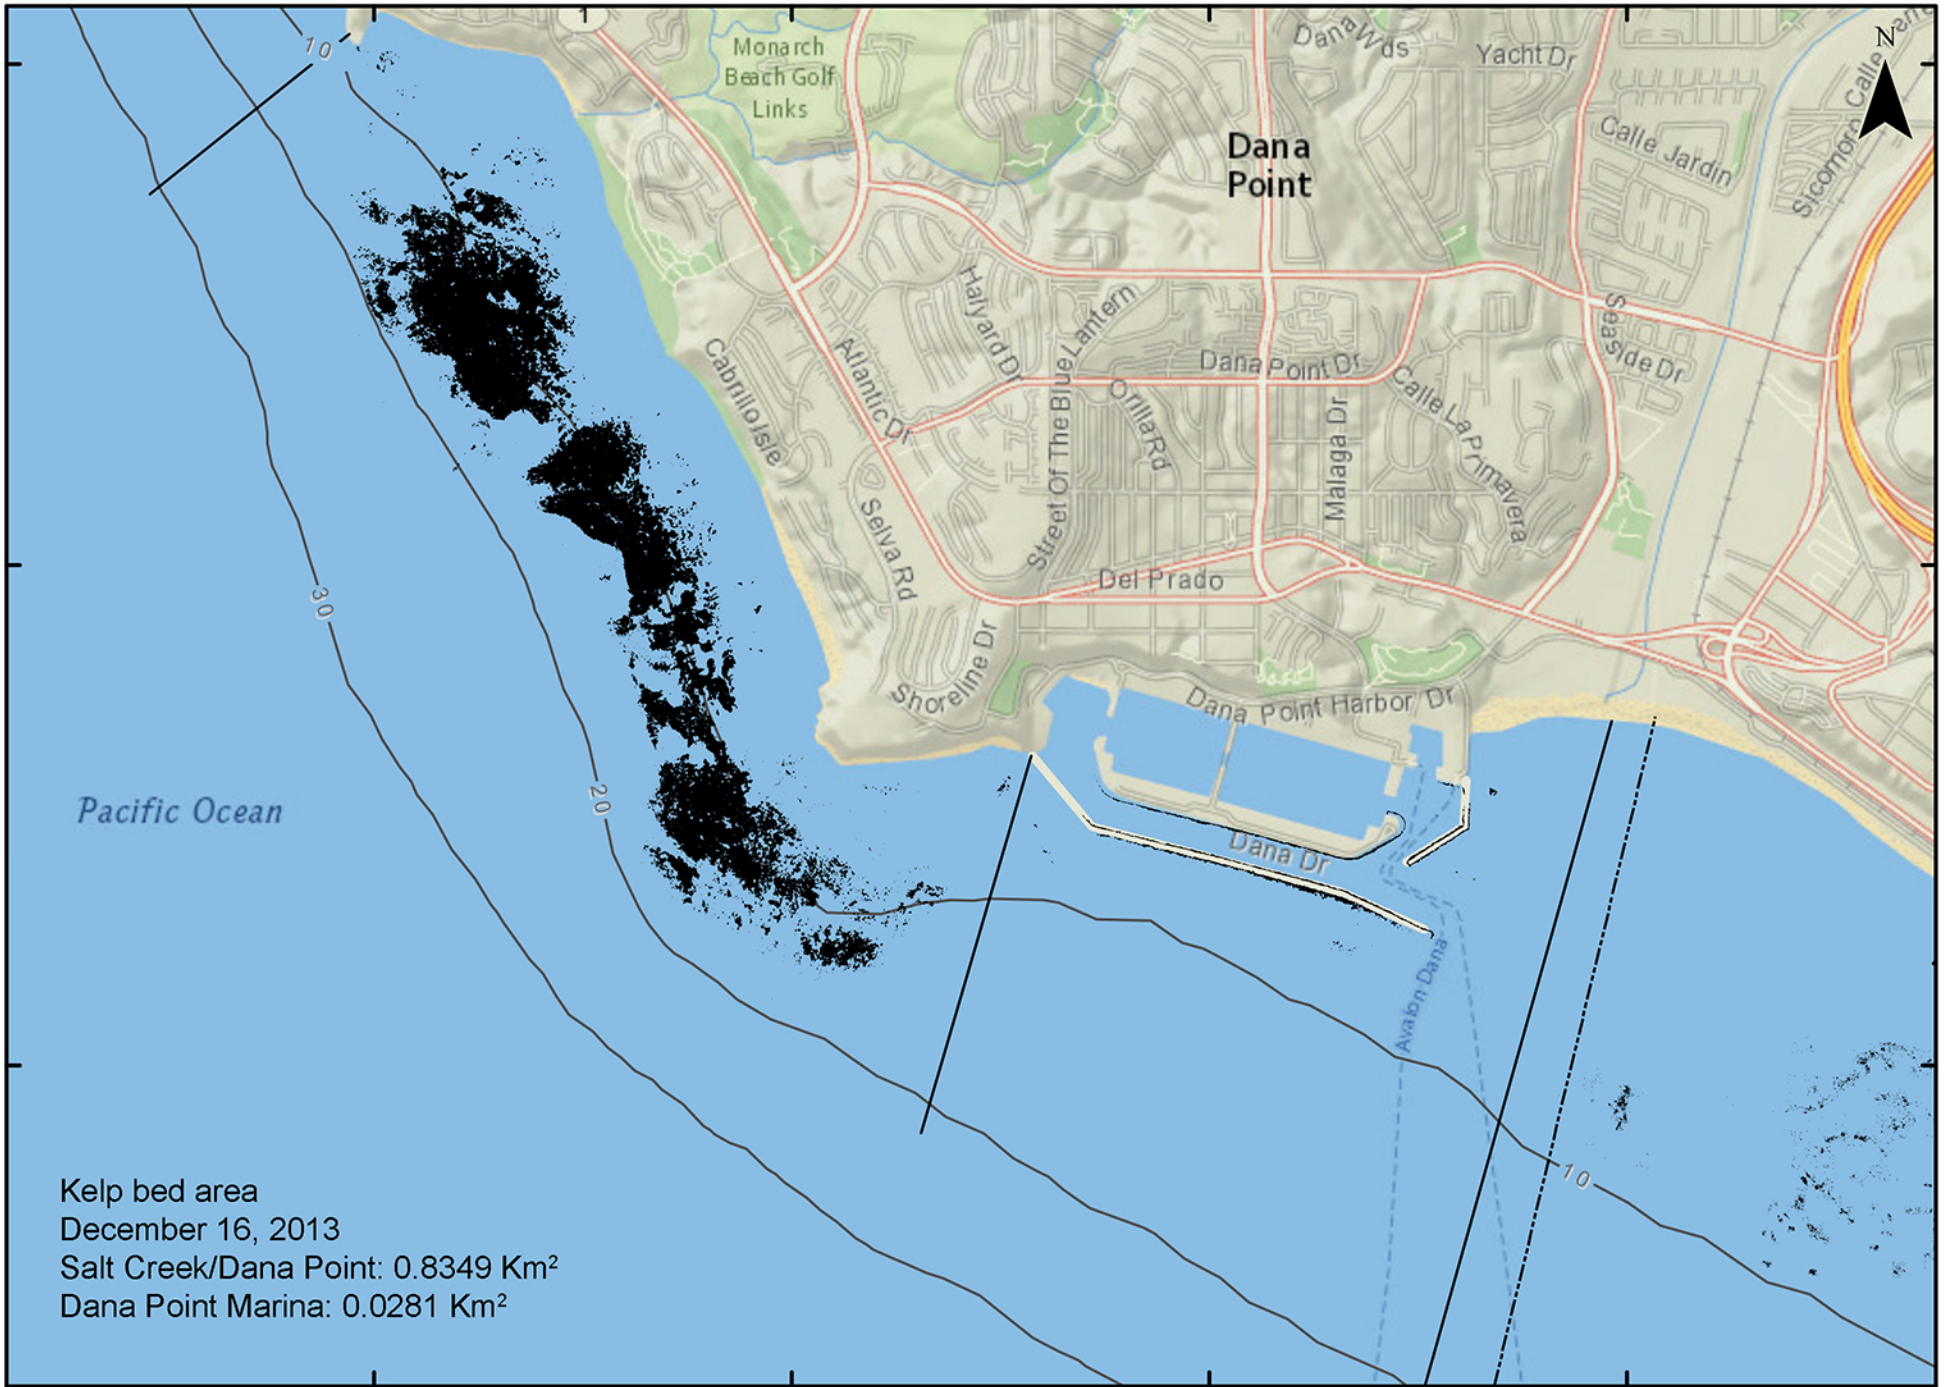 10
1
Monarch
Beach Golf
Links
DanaWds
Yacht Dr
N
Dana
Point
Calle Jardin
Halyard Dr
Street Of The Blue Lantern
Seaside Dr
Cabrillo Isle
Atlantic Dr
Dana Point Dr
Orilla Rd
Malaga Dr
Calle La Primavera
Selva Rd
Del Prado
30
Shoreline Dr
Dana Point Harbor Dr
20
Pacific Ocean
Dana Dr
Avalon Dana
10
Kelp bed area
December 16, 2013
Salt Creek/Dana Point: 0.8349 Km²
Dana Point Marina: 0.0281 Km²